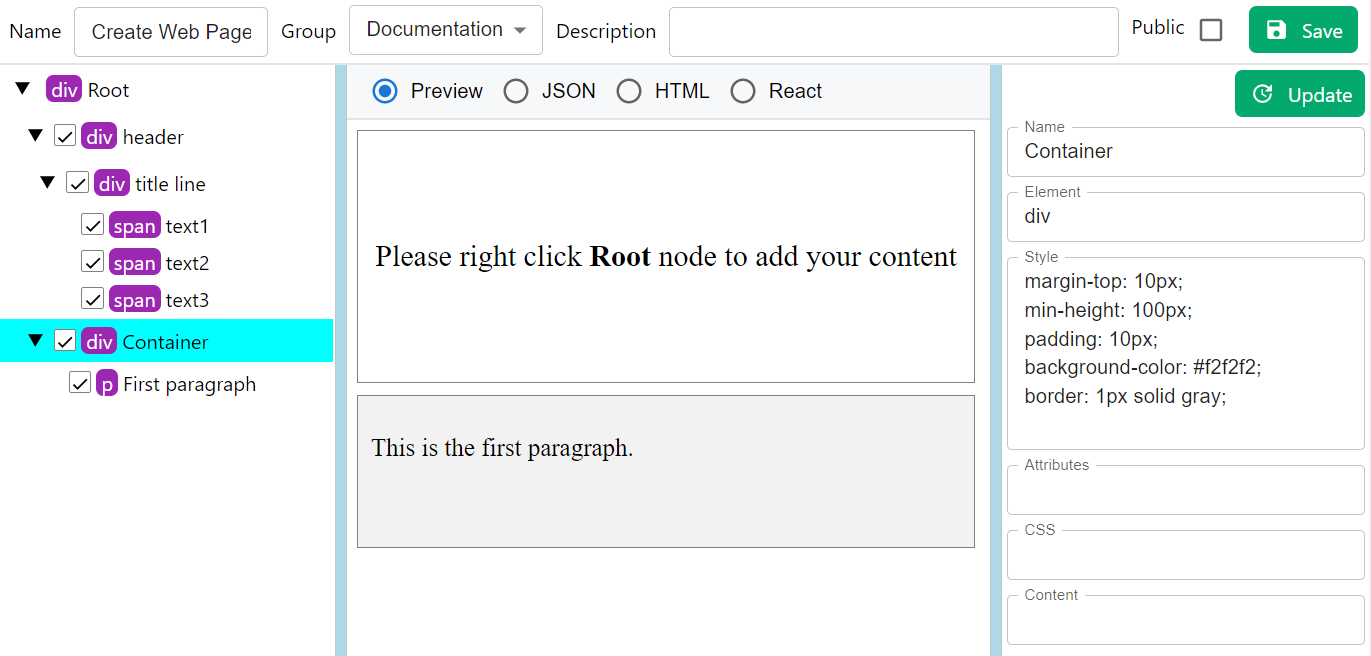 Name Create Web Page Group Documentation Description Public Save
div Root
div header
div title line
span text1
span text2
span text3
div Container
p First paragraph
Preview JSON HTML React
Please right click Root node to add your content
This is the first paragraph.
Update
Name
Container
Element
div
Style
margin-top: 10px;
min-height: 100px;
padding: 10px;
background-color: #f2f2f2;
border: 1px solid gray;
Attributes
CSS
Content